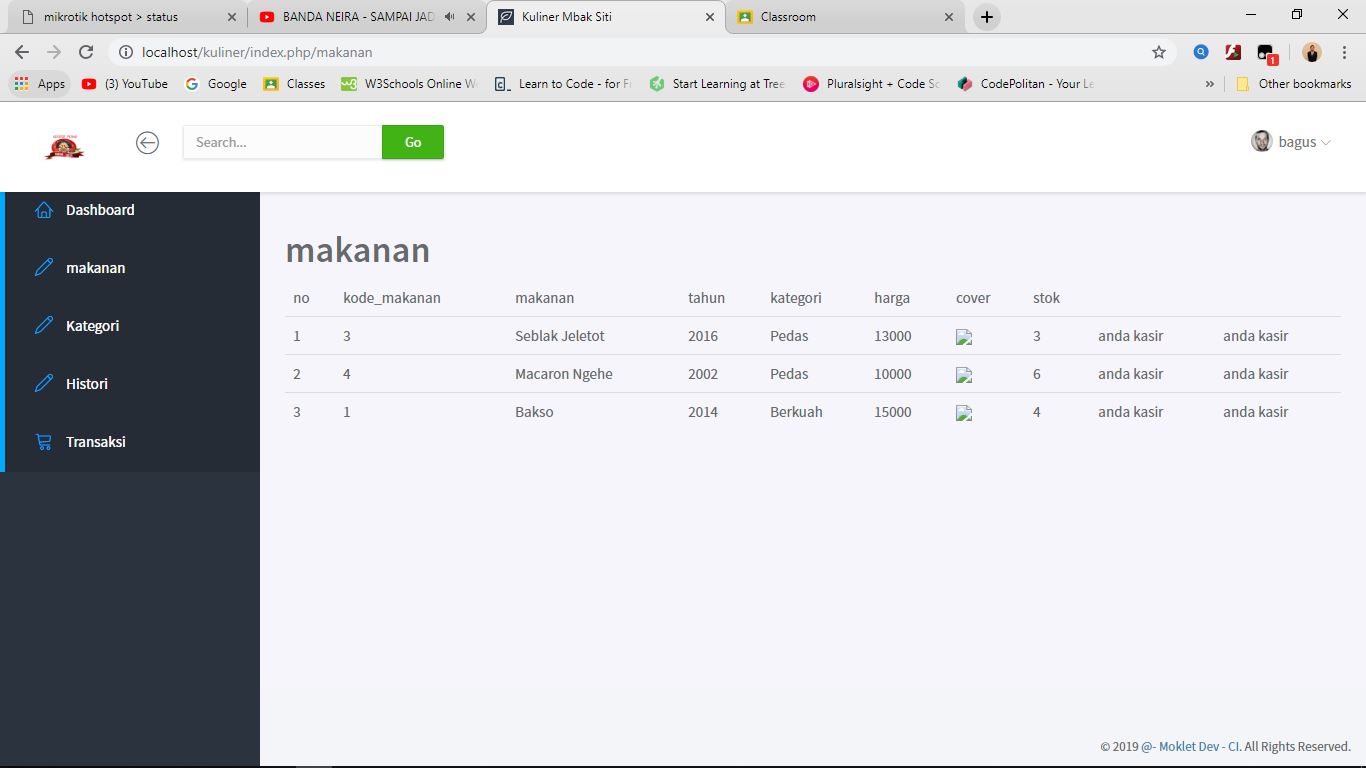 mikrotik hotspot > status
BANDA NEIRA - SAMPAI JAD
Kuliner Mbak Siti
Classroom
localhost/kuliner/index.php/makanan
1
Apps
(3) YouTube
Google
Classes
W3Schools Online We
Learn to Code - for Fr
Start Learning at Tree
Pluralsight + Code Sc
CodePolitan - Your Le
»
Other bookmarks
Search...
Go
bagus
Dashboard
makanan
Kategori
Histori
Transaksi
makanan
no kode_makanan makanan tahun kategori harga cover stok
1 3 Seblak Jeletot 2016 Pedas 13000 3 anda kasir anda kasir
2 4 Macaron Ngehe 2002 Pedas 10000 6 anda kasir anda kasir
3 1 Bakso 2014 Berkuah 15000 4 anda kasir anda kasir
© 2019 @- Moklet Dev - CI. All Rights Reserved.